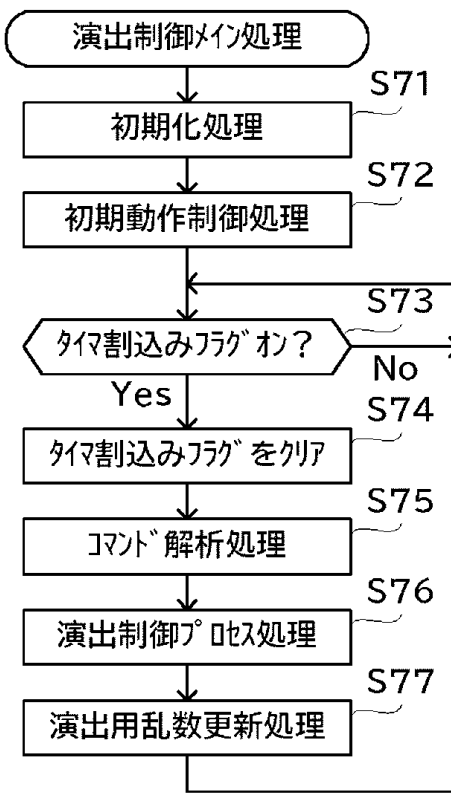 演出制御メイン処理
S71
初期化処理
S72
初期動作制御処理
S73
タイマ割込みフラグオン？
No
Yes
S74
タイマ割込みフラグをクリア
S75
コマンド解析処理
S76
演出制御プロセス処理
S77
演出用乱数更新処理